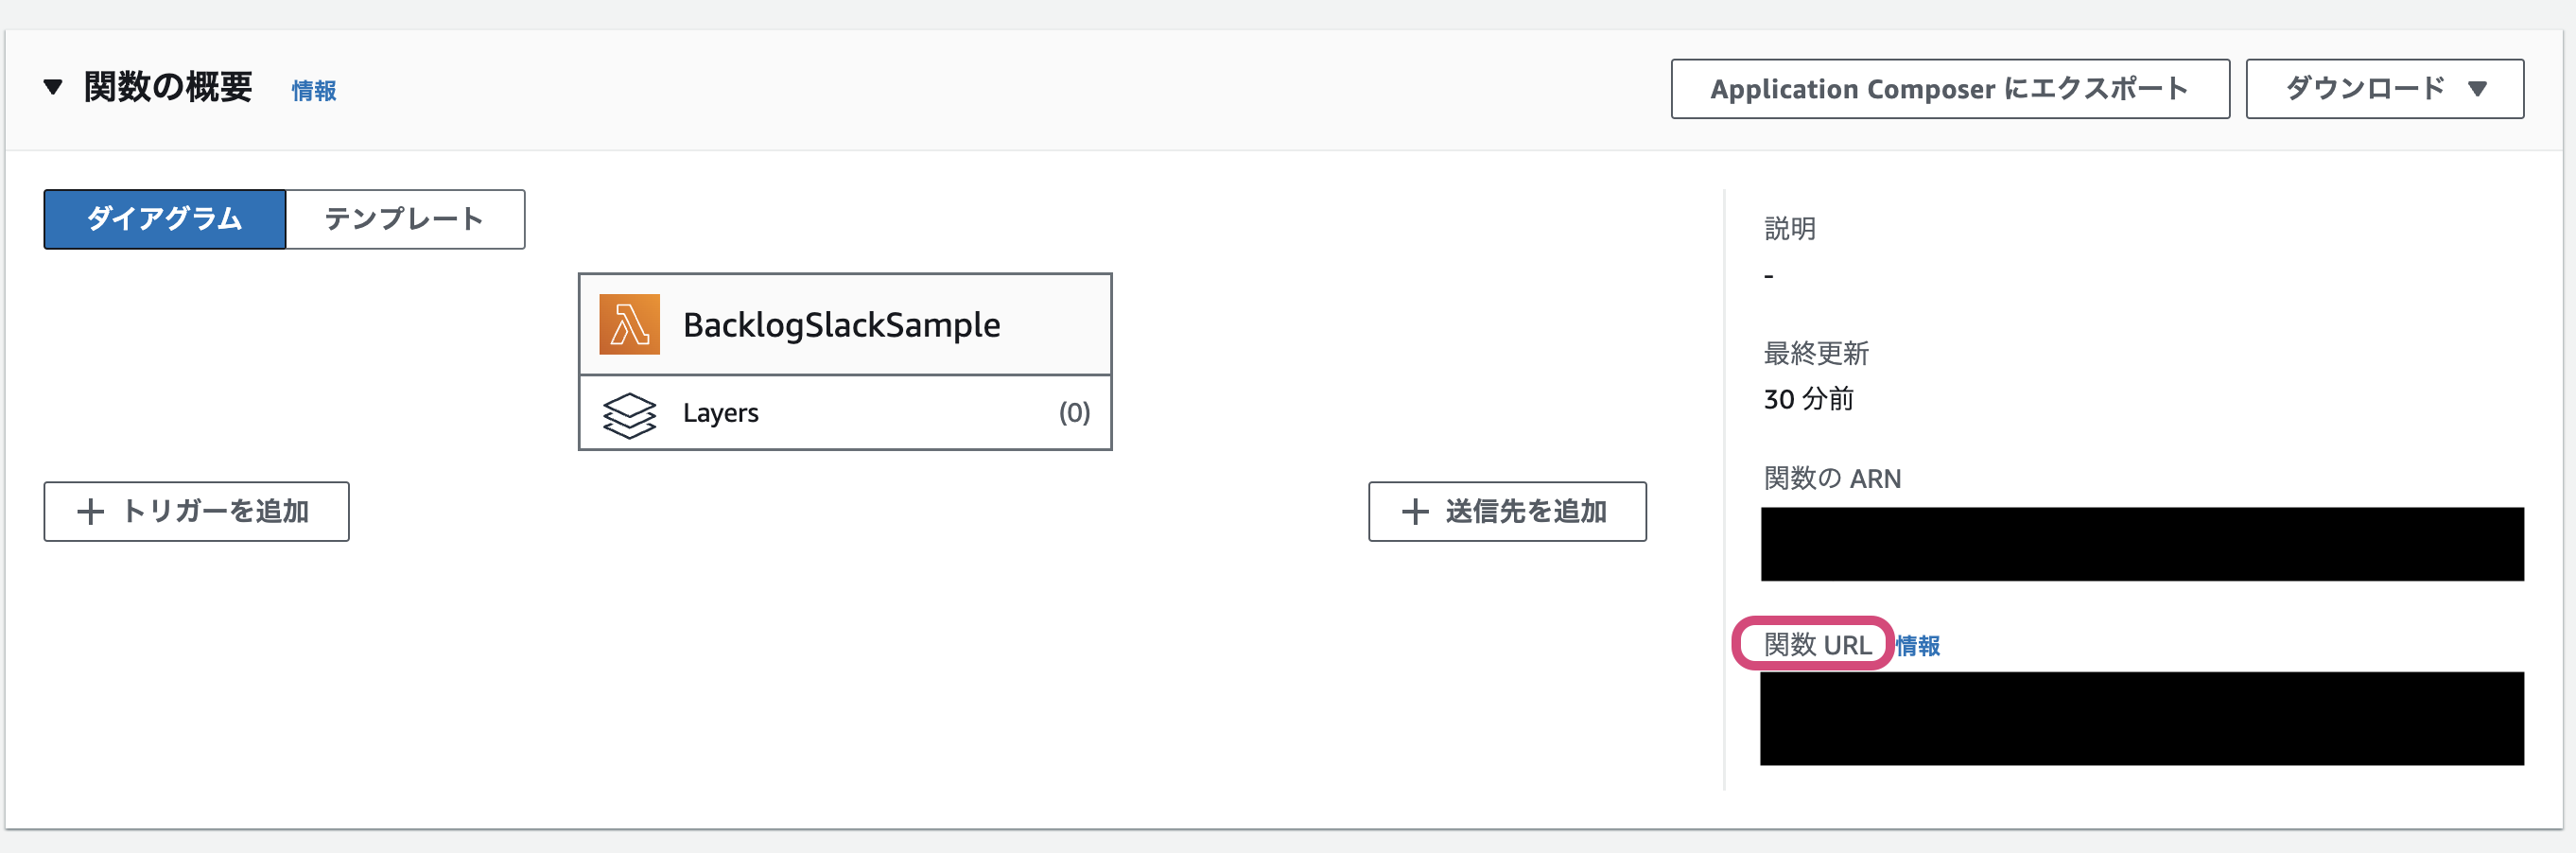 関数の概要 情報
Application Composer にエクスポート
ダウンロード
ダイアグラム
テンプレート
BacklogSlackSample
Layers (0)
トリガーを追加
送信先を追加
説明
-
最終更新
30 分前
関数の ARN
関数 URL 情報